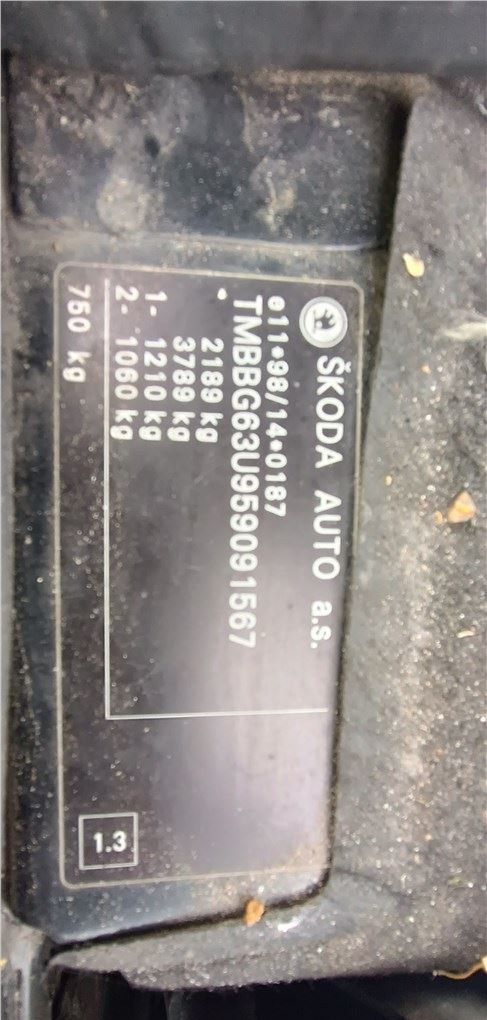 ŠKODA AUTO a.s.
e11*98/14*0187
TMBBG63U959091567
2189 kg
3789 kg
1- 1210 kg
2- 1060 kg
750 kg
1.3